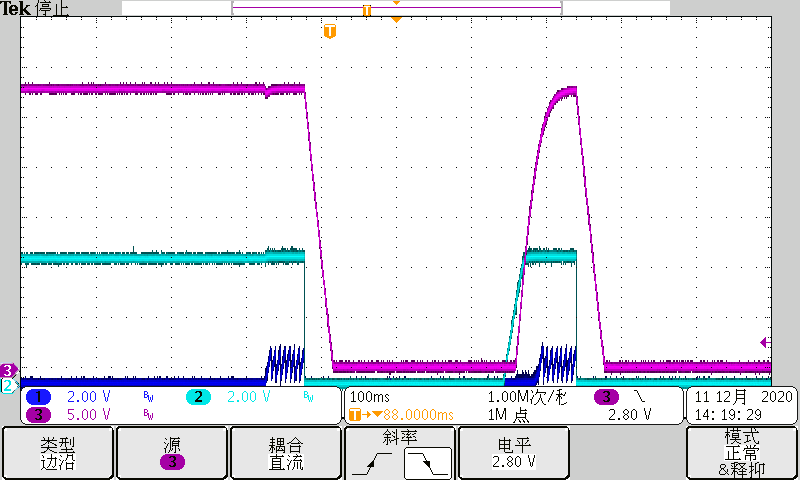 Tek 停止
T
T
3
2
1 2.00 V BW 2 2.00 V BW 100ms 1.00M次/秒 3 2.80 V 11 12月 2020
3 5.00 V BW T→▼88.0000ms 1M 点 14:19:29
类型
边沿
源
3
耦合
直流
斜率
电平
2.80 V
模式
正常
&释抑